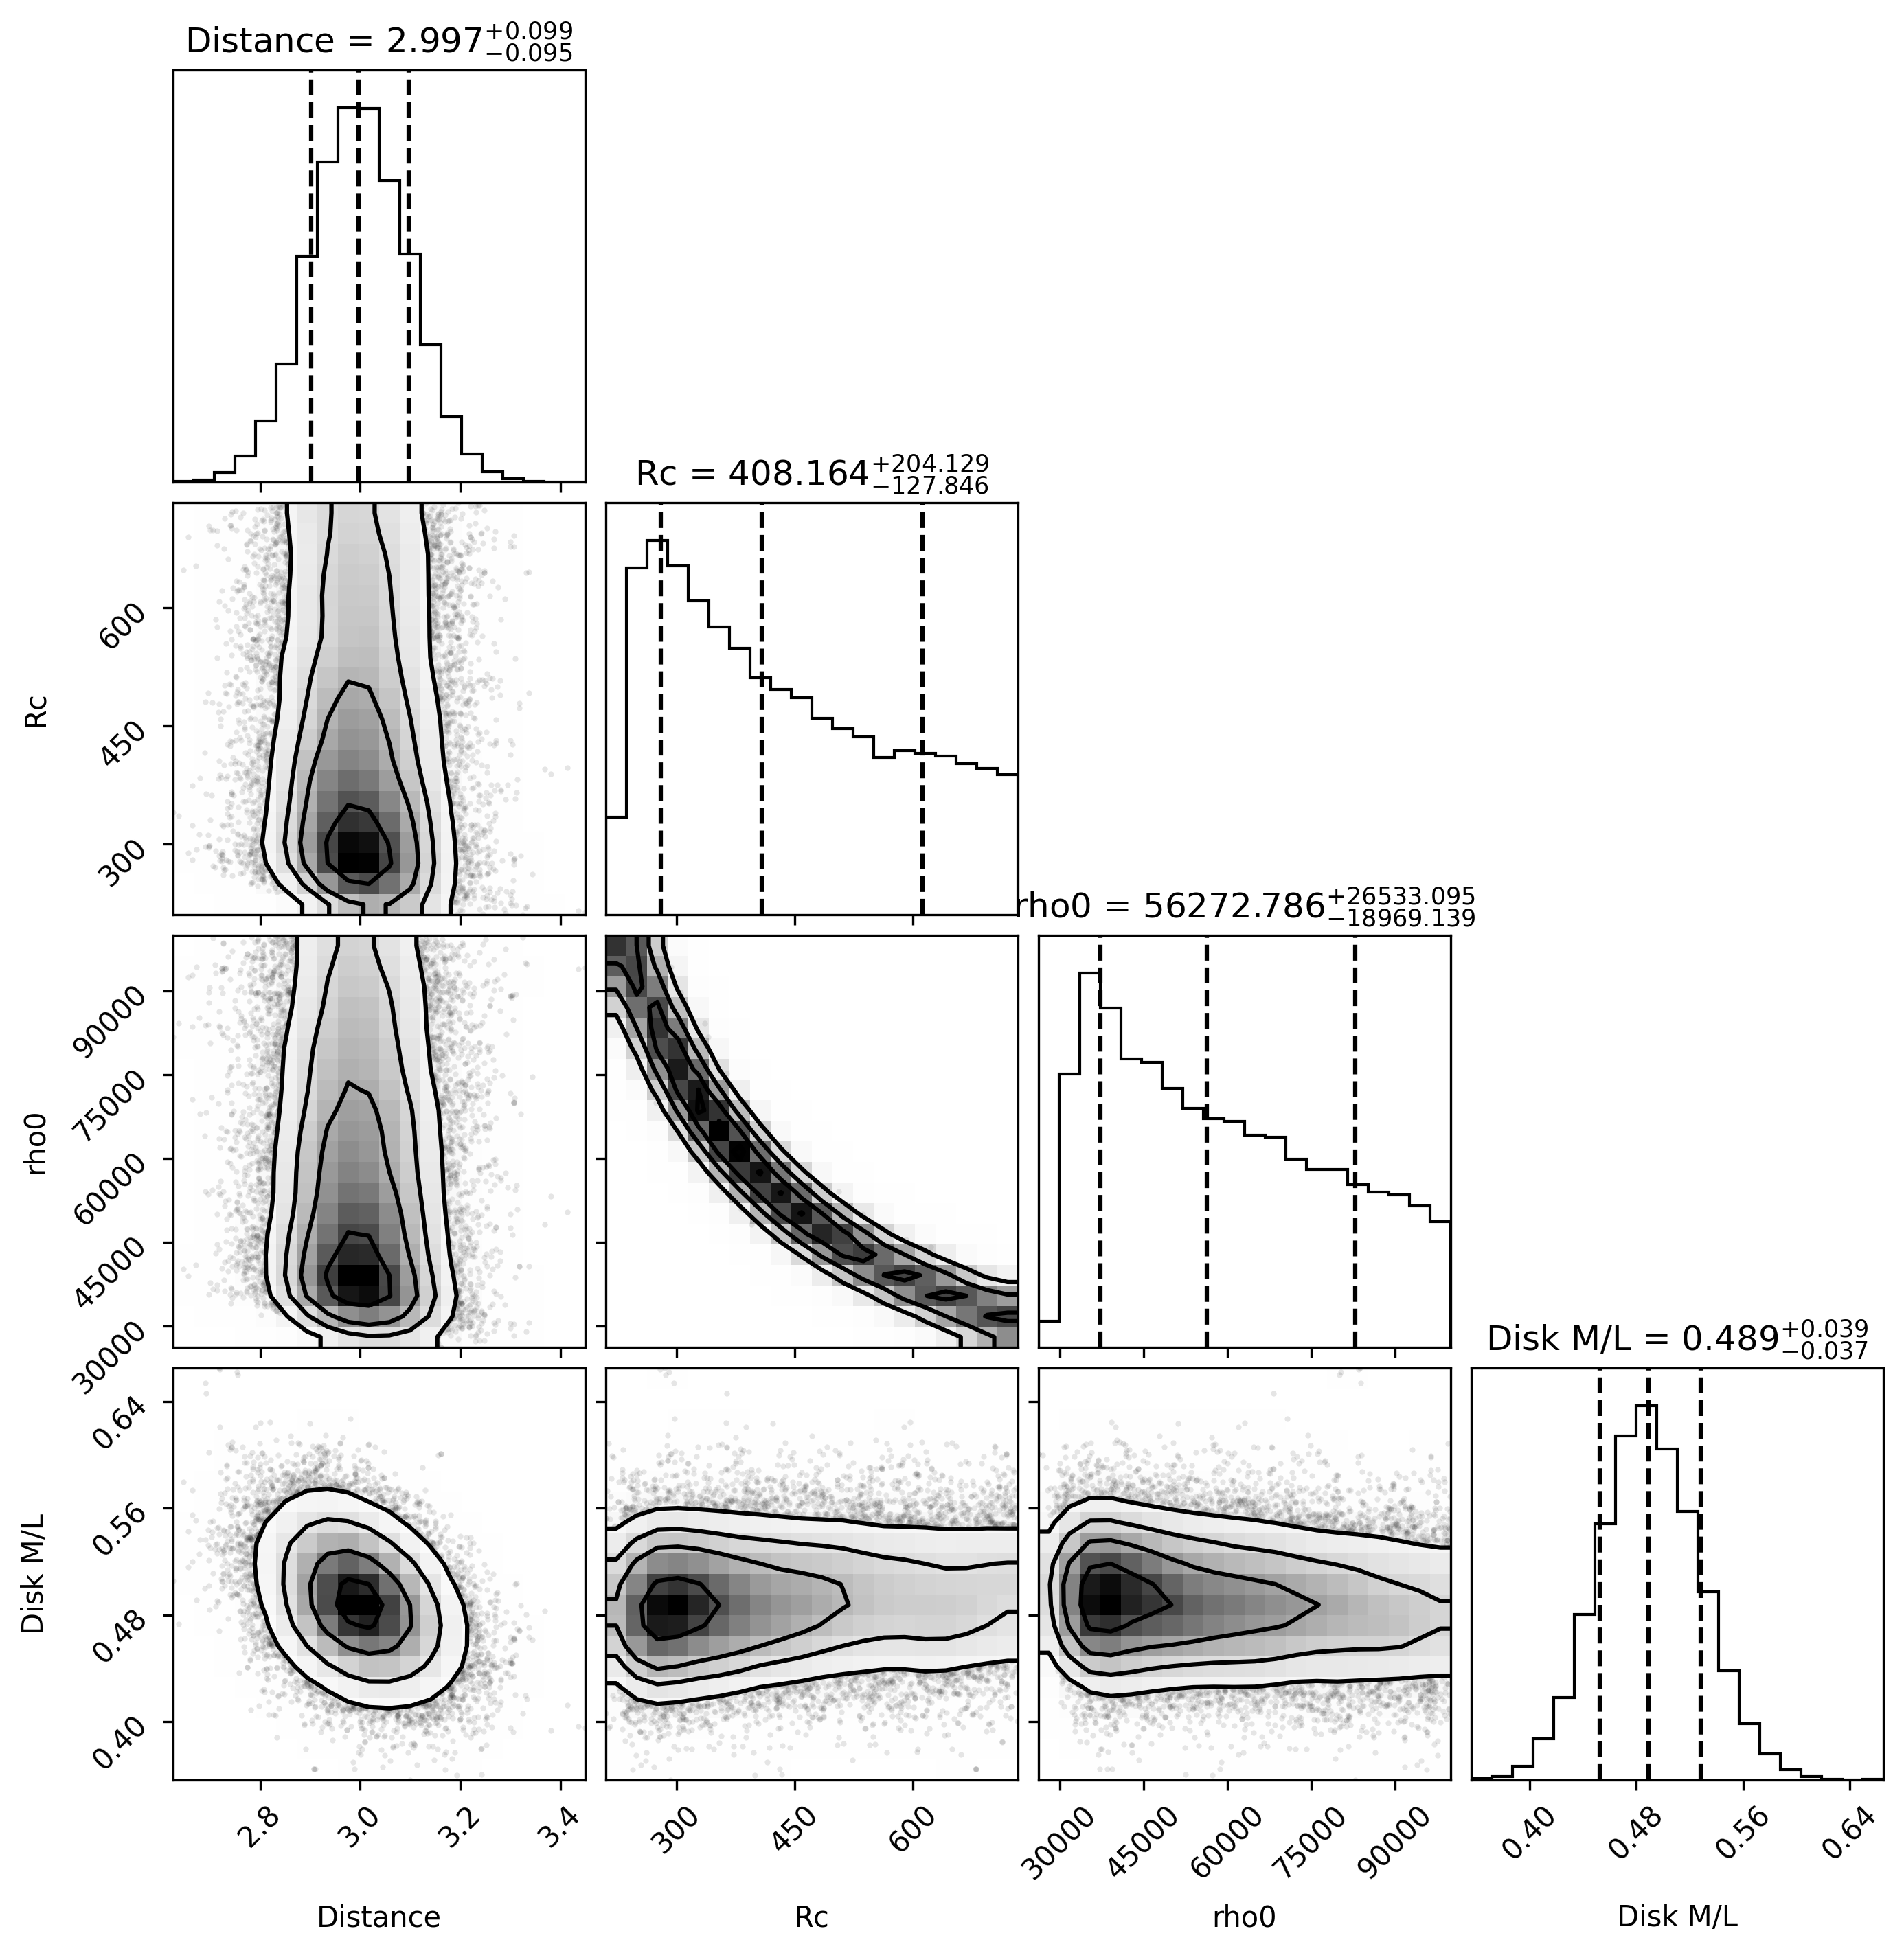 Distance = 2.997+0.099−0.095
Rc = 408.164+204.129−127.846
600
450
300
Rc
rho0 = 56272.786+26533.095−18969.139
90000
75000
60000
45000
30000
rho0
Disk M/L = 0.489+0.039−0.037
0.64
0.56
0.48
0.40
Disk M/L
2.8 3.0 3.2 3.4
300 450 600
30000 45000 60000 75000 90000
0.40 0.48 0.56 0.64
Distance
Rc
rho0
Disk M/L